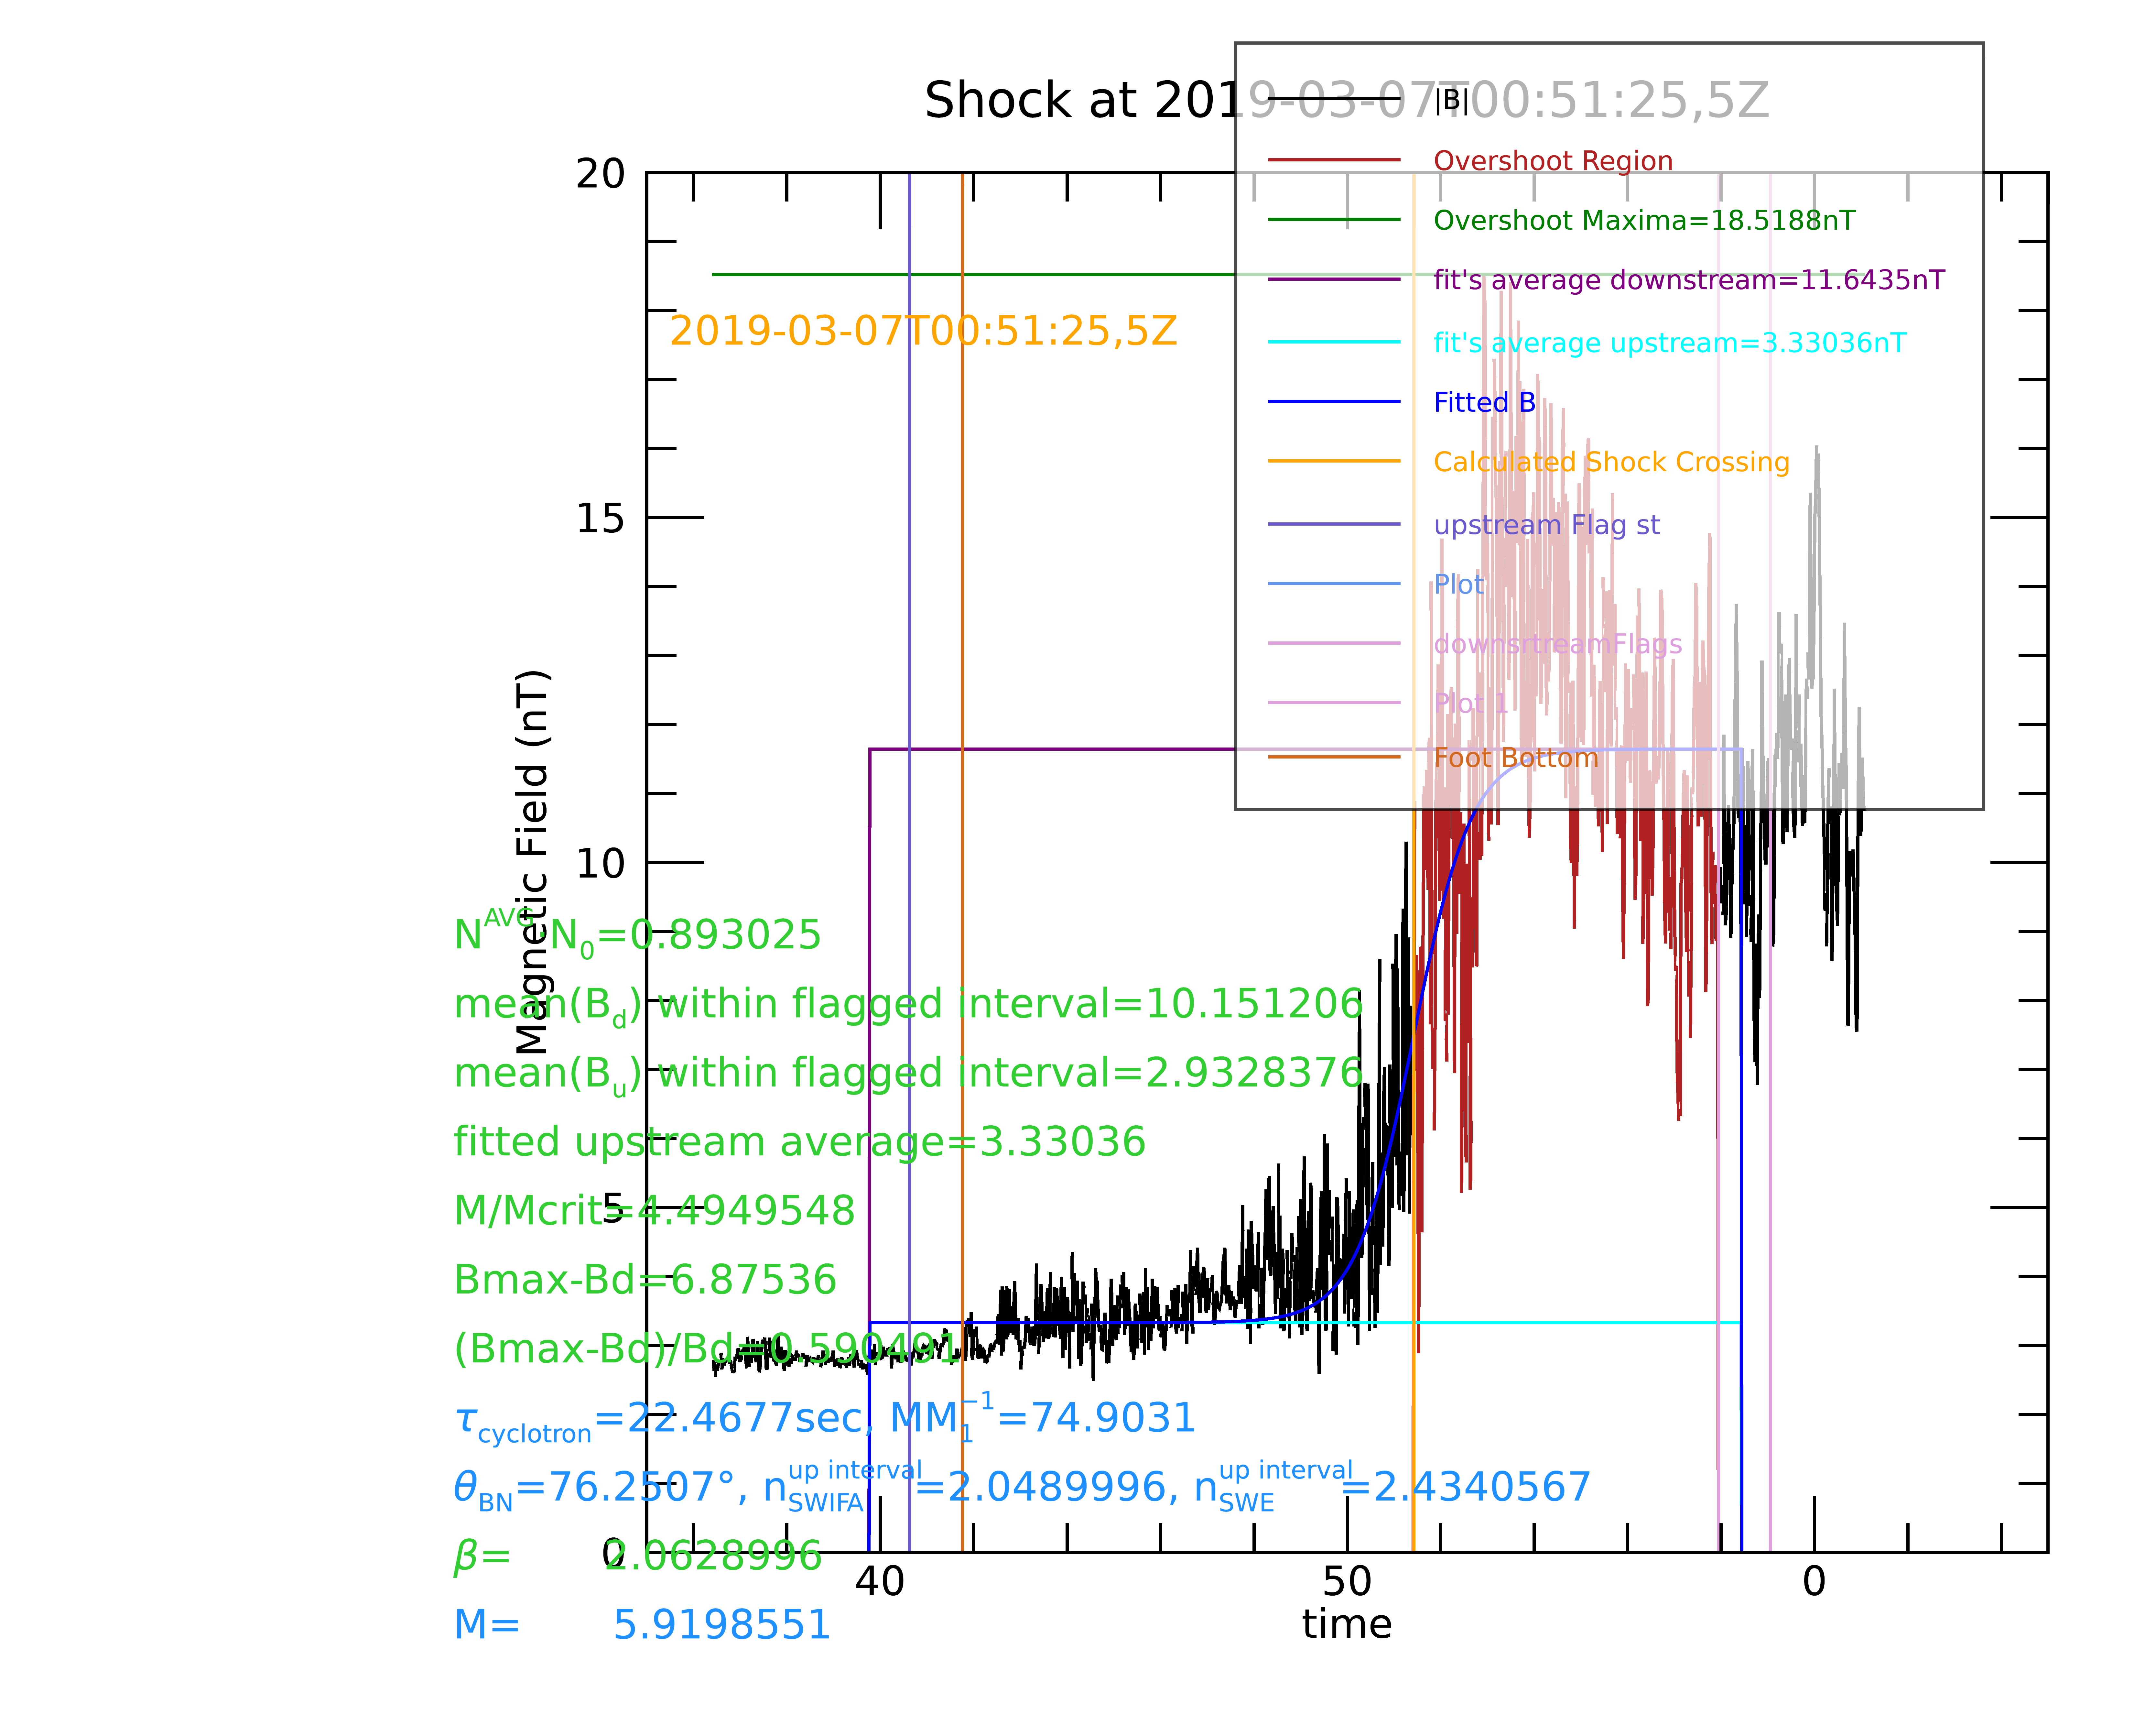 Shock at 2019-03-07T00:51:25,5Z
|B|
Overshoot Region
Overshoot Maxima=18.5188nT
fit's average downstream=11.6435nT
fit's average upstream=3.33036nT
Fitted B
Calculated Shock Crossing
upstream Flag st
Plot
downsrtreamFlags
Plot 1
Foot Bottom
2019-03-07T00:51:25,5Z
20
15
10
5
0
Magnetic Field (nT)
N^AVG·N_0=0.893025
mean(B_d) within flagged interval=10.151206
mean(B_u) within flagged interval=2.9328376
fitted upstream average=3.33036
M/Mcrit=4.4949548
Bmax-Bd=6.87536
(Bmax-Bd)/Bd=0.590491
τ_cyclotron=22.4677sec, MM_1^−1=74.9031
θ_BN=76.2507°, n_SWIFA^up interval=2.0489996, n_SWE^up interval=2.4340567
β= 2.0628996
M= 5.9198551
40 50 0
time